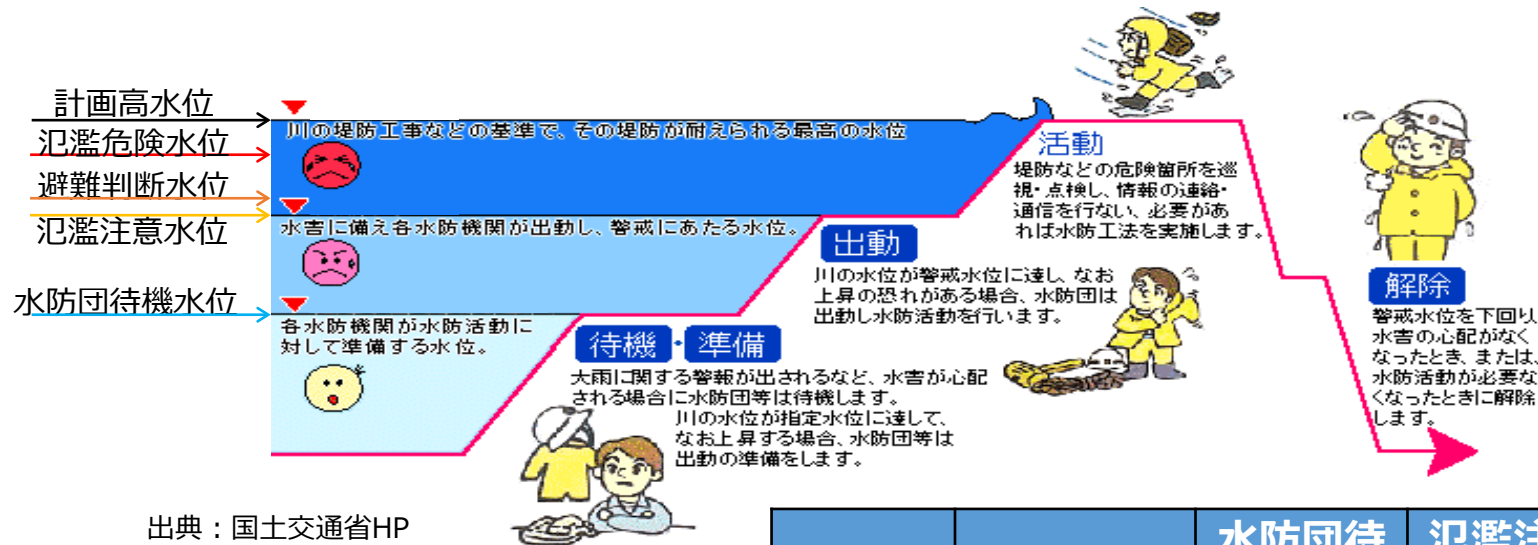 計画高水位
氾濫危険水位
避難判断水位
氾濫注意水位
水防団待機水位
川の堤防工事などの基準で、その堤防が耐えられる最高の水位
水害に備え各水防機関が出動し、警戒にあたる水位。
各水防機関が水防活動に
対して準備する水位。
待機・準備
大雨に関する警報が出されるなど、水害が心配
される場合に水防団等は待機します。
川の水位が指定水位に達して、
なお上昇する場合、水防団等は
出動の準備をします。
出動
川の水位が警戒水位に達し、なお
上昇の恐れがある場合、水防団は
出動し水防活動を行います。
活動
堤防などの危険箇所を巡
視・点検し、情報の連絡・
通信を行ない、必要があ
れば水防工法を実施します。
解除
警戒水位を下回り、
水害の心配がなく
なったとき、または、
水防活動が必要な
くなったときに解除
します。
出典：国土交通省HP
水防団待
氾濫注